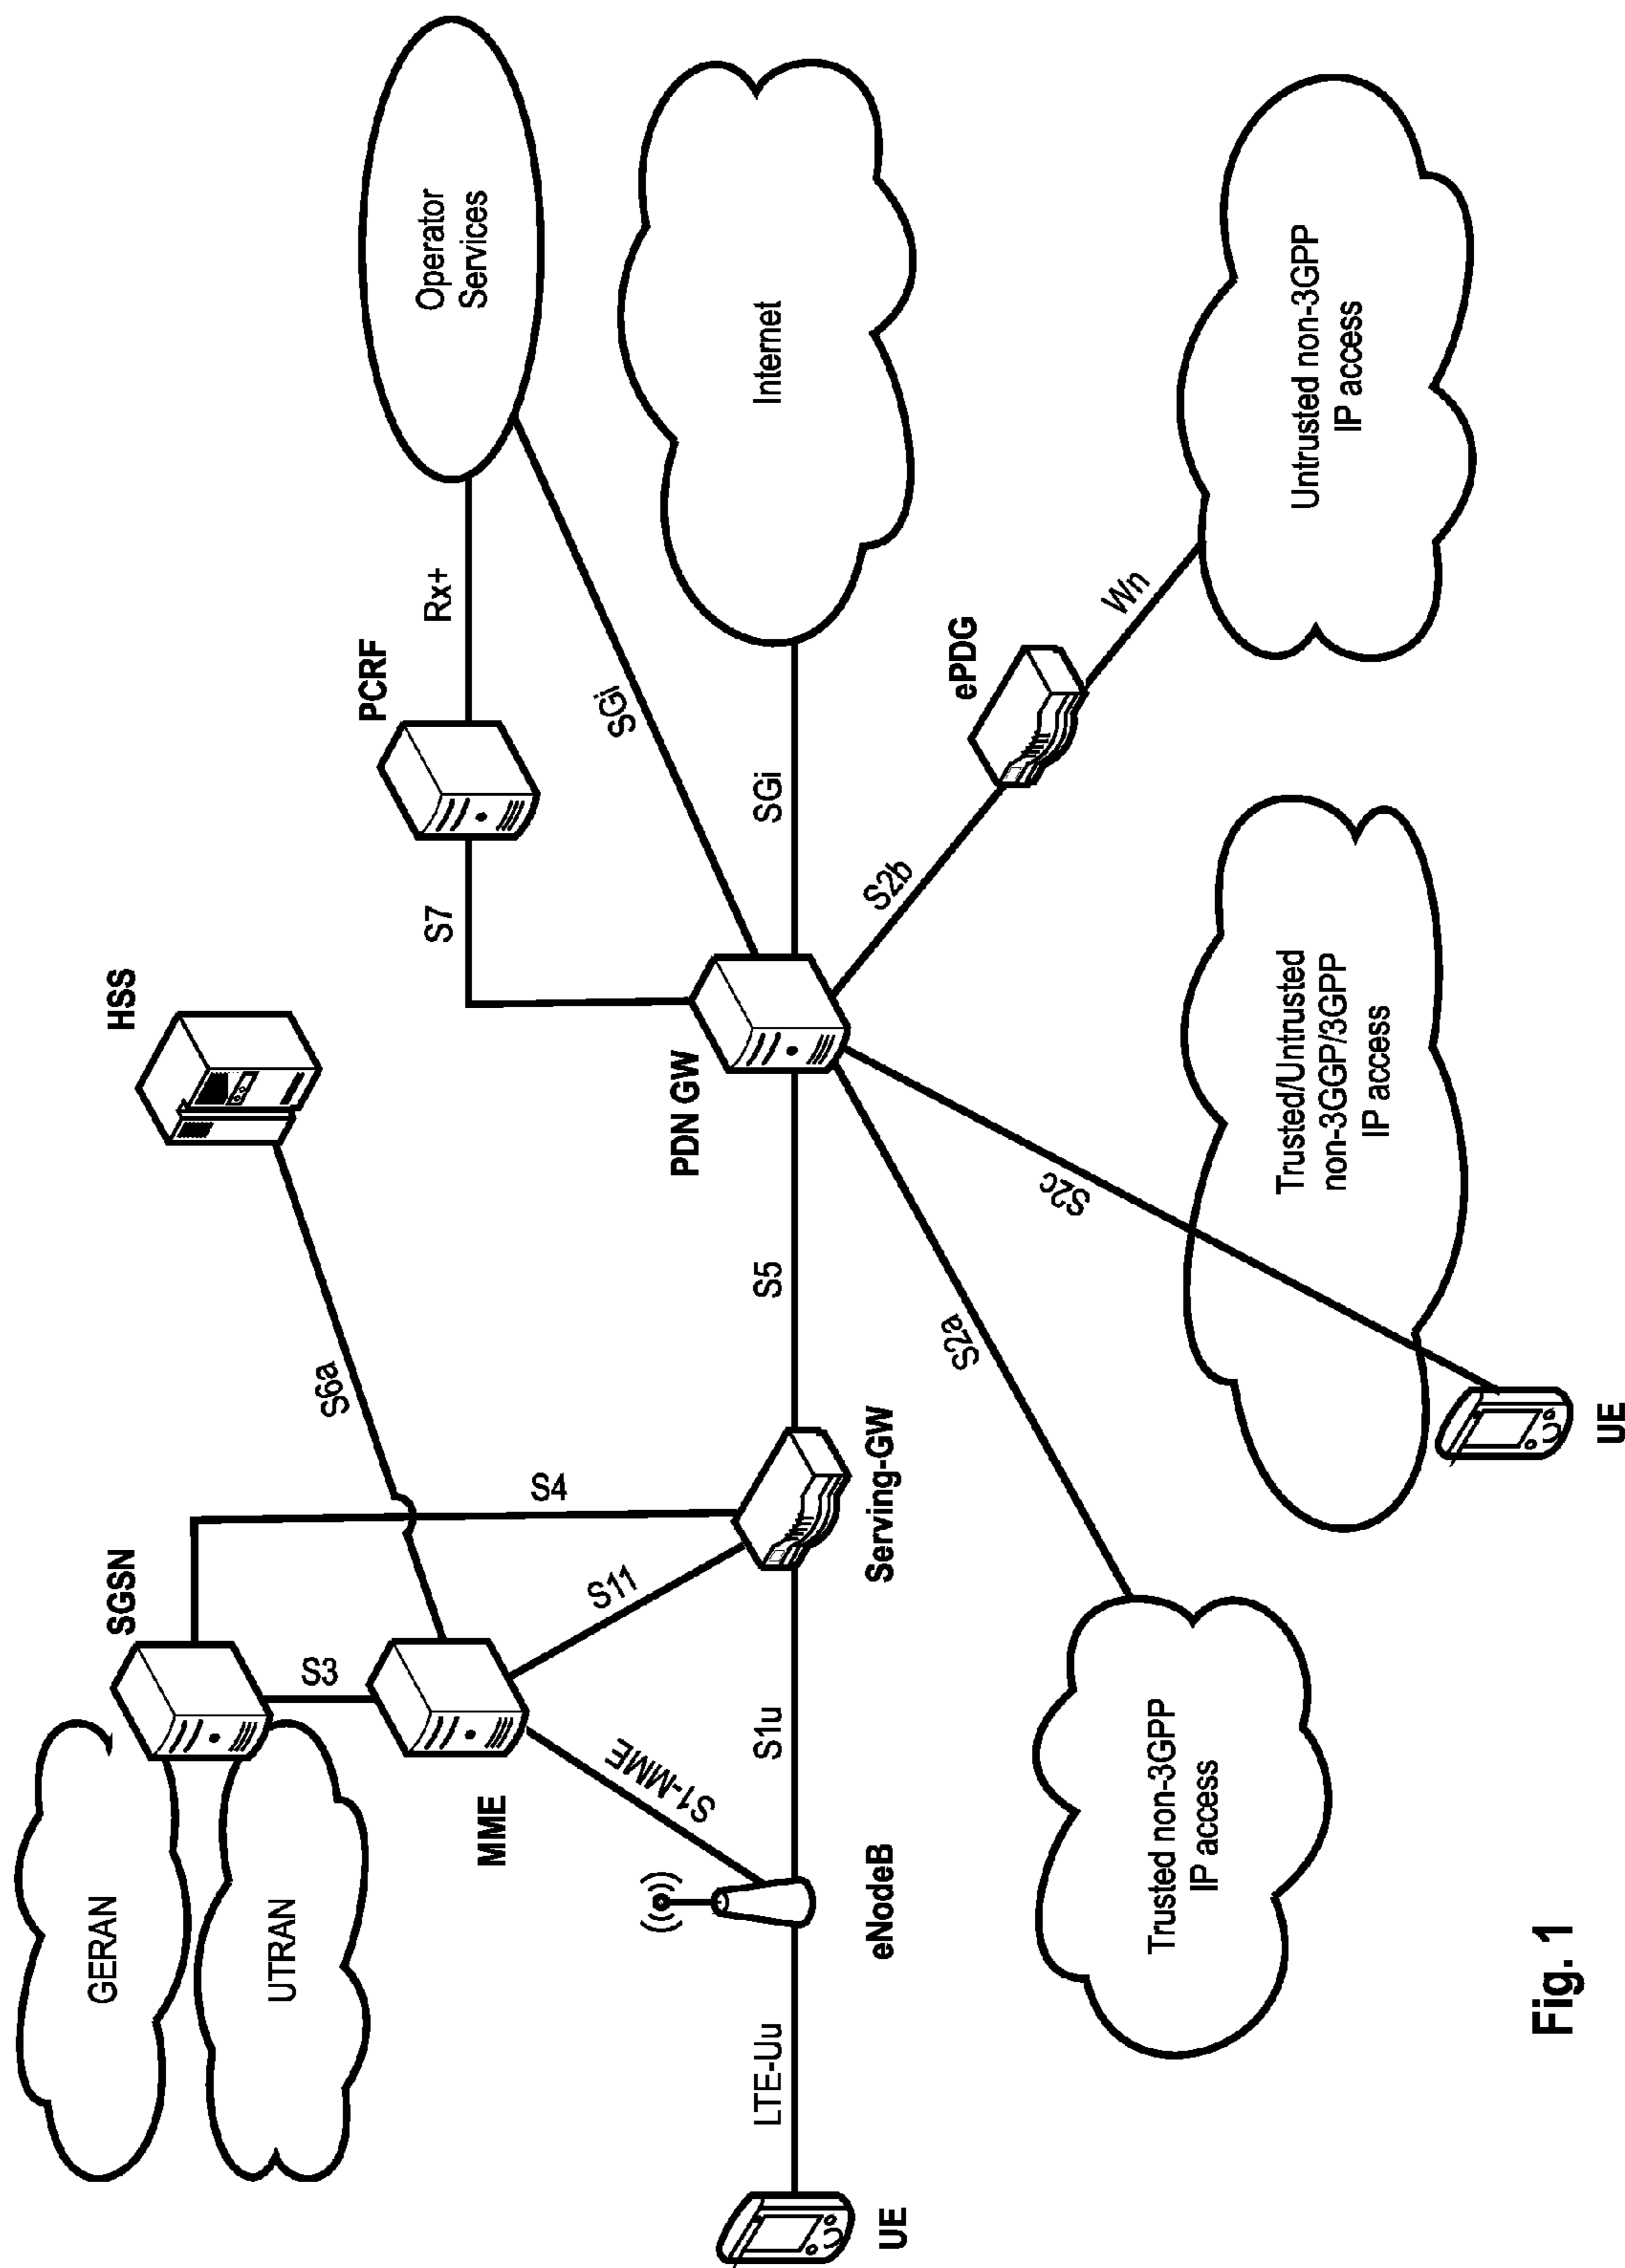 GERAN
UTRAN
SGSN
HSS
S3
S6a
S4
MME
S11
S1-MME
S7
PCRF
Rx+
Operator
Services
SGi
UE
LTE-Uu
eNodeB
S1u
Serving-GW
S5
PDN GW
SGi
Internet
S2a
S2c
S2b
ePDG
Wn
Trusted non-3GPP
IP access
Trusted/Untrusted
non-3GGP/3GPP
IP access
Untrusted non-3GPP
IP access
UE
Fig. 1